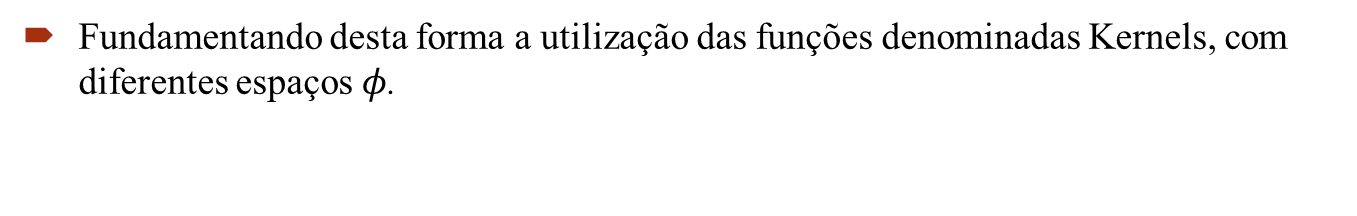 Fundamentando desta forma a utilização das funções denominadas Kernels, com
diferentes espaços ϕ.